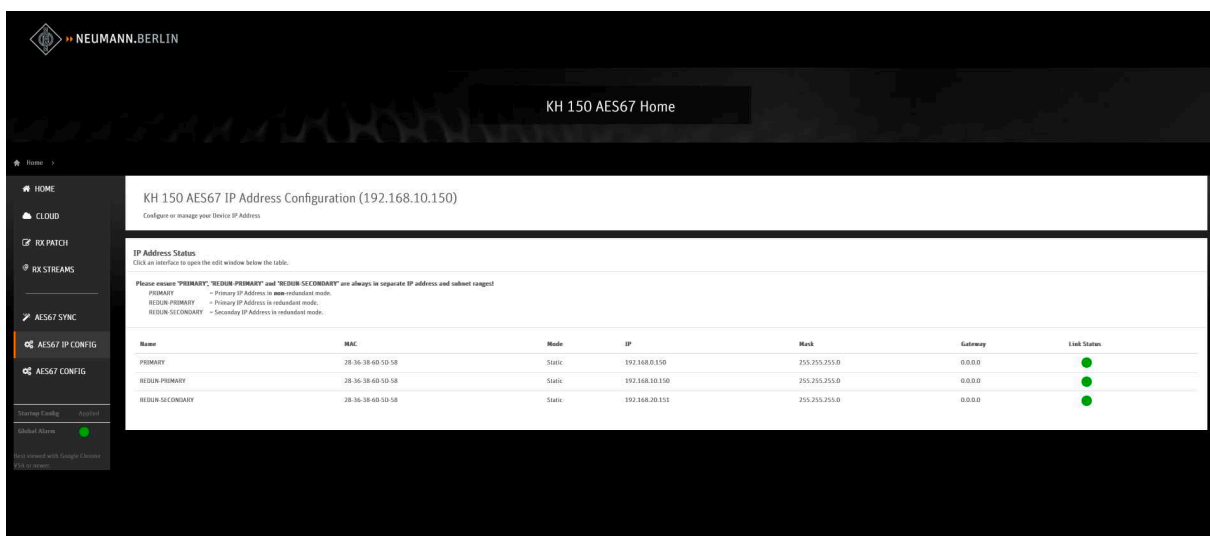 NEUMANN.BERLIN
KH 150 AES67 Home
Home ›
HOME
CLOUD
RX PATCH
RX STREAMS
AES67 SYNC
AES67 IP CONFIG
AES67 CONFIG
Startup Config Applied
Global Alarm
Best viewed with Google Chrome
V58 or newer.
KH 150 AES67 IP Address Configuration (192.168.10.150)
Configure or manage your Device IP Address
IP Address Status
Click an interface to open the edit window below the table.
Please ensure "PRIMARY", "REDUN-PRIMARY" and "REDUN-SECONDARY" are always in separate IP address and subnet ranges!
PRIMARY = Primary IP Address in non-redundant mode.
REDUN-PRIMARY = Primary IP Address in redundant mode.
REDUN-SECONDARY = Seconday IP Address in redundant mode.
Name MAC Mode IP Mask Gateway Link Status
PRIMARY 28-36-38-60-50-58 Static 192.168.0.150 255.255.255.0 0.0.0.0
REDUN-PRIMARY 28-36-38-60-50-58 Static 192.168.10.150 255.255.255.0 0.0.0.0
REDUN-SECONDARY 28-36-38-60-50-58 Static 192.168.20.151 255.255.255.0 0.0.0.0